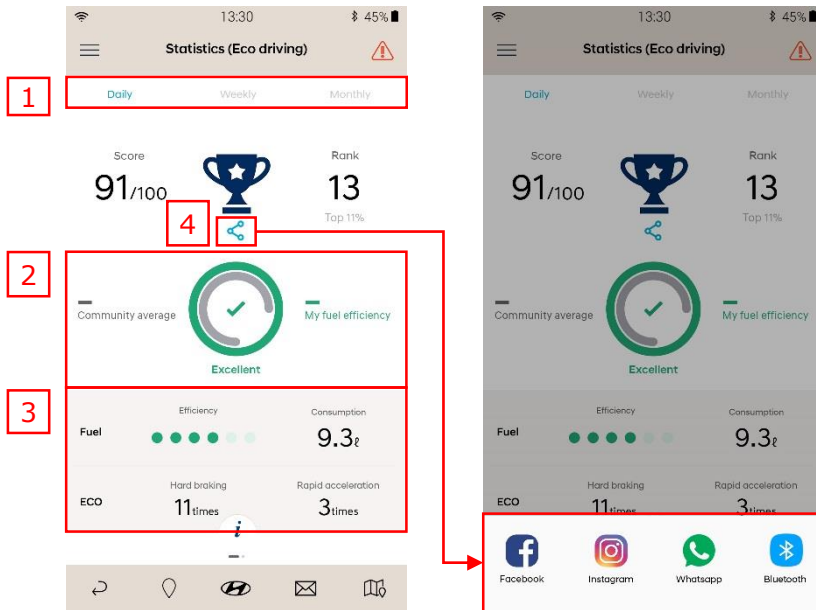 13:30
45%
Statistics (Eco driving)
1
Daily Weekly Monthly
Score
91/100
Rank
13
Top 11%
4
2
Community average
My fuel efficiency
Excellent
3
Efficiency
Consumption
Fuel
9.3ℓ
Hard braking
Rapid acceleration
ECO
11times
3times
i
13:30
45%
Statistics (Eco driving)
Daily Weekly Monthly
Score
91/100
Rank
13
Top 11%
Community average
My fuel efficiency
Excellent
Efficiency
Consumption
Fuel
9.3ℓ
Hard braking
Rapid acceleration
ECO
11times
3times
Facebook Instagram Whatsapp Bluetooth